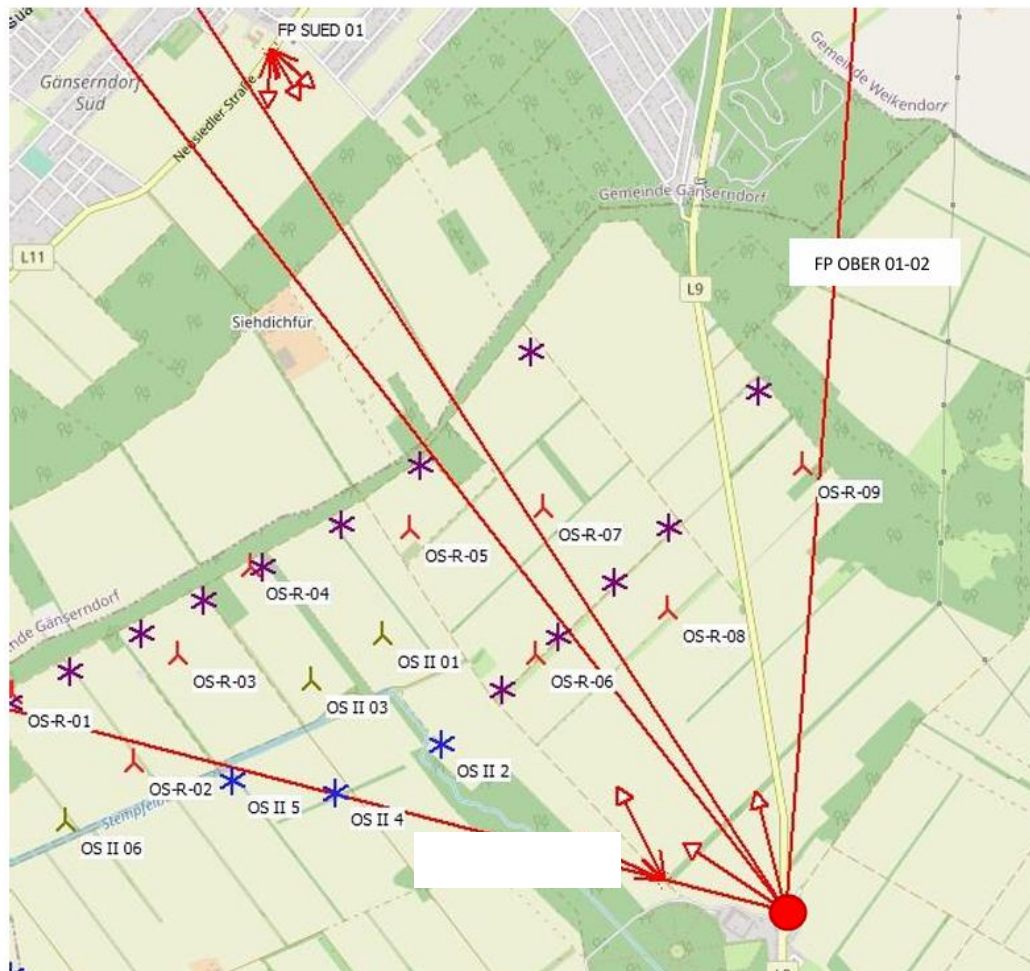 FP SUED 01
Gänserndorf
Süd
Neusiedler-Straße
Gemeinde Weikendorf
Gemeinde Gänserndorf
L11
FP OBER 01-02
L9
Siehdichfür
OS-R-09
OS-R-07
OS-R-05
OS-R-04
OS-R-08
OS II 01
OS-R-03
OS-R-06
OS II 03
OS-R-01
OS II 2
OS-R-02
OS II 5
OS II 4
OS II 06